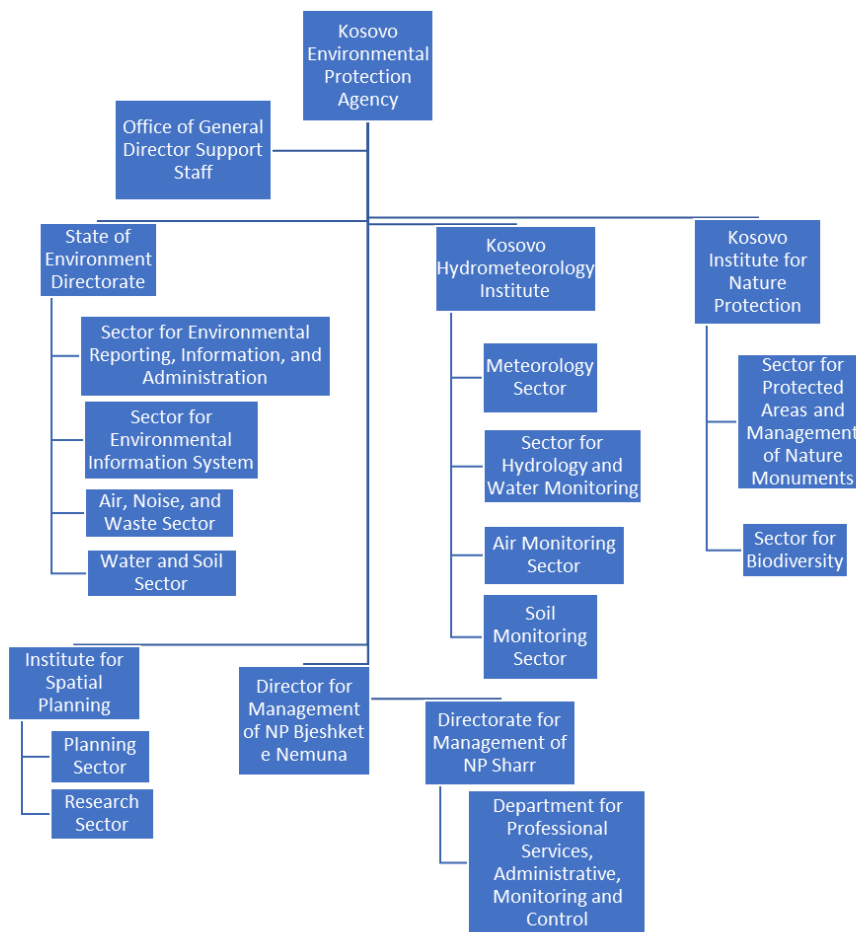 Kosovo
Environmental
Protection
Agency
Office of General
Director Support
Staff
State of
Environment
Directorate
Sector for Environmental
Reporting, Information, and
Administration
Sector for
Environmental
Information System
Air, Noise, and
Waste Sector
Water and Soil
Sector
Kosovo
Hydrometeorology
Institute
Meteorology
Sector
Sector for
Hydrology and
Water Monitoring
Air Monitoring
Sector
Soil
Monitoring
Sector
Kosovo
Institute for
Nature
Protection
Sector for
Protected
Areas and
Management
of Nature
Monuments
Sector for
Biodiversity
Institute for
Spatial
Planning
Planning
Sector
Research
Sector
Director for
Management
of NP Bjeshket
e Nemuna
Directorate for
Management of
NP Sharr
Department for
Professional
Services,
Administrative,
Monitoring and
Control